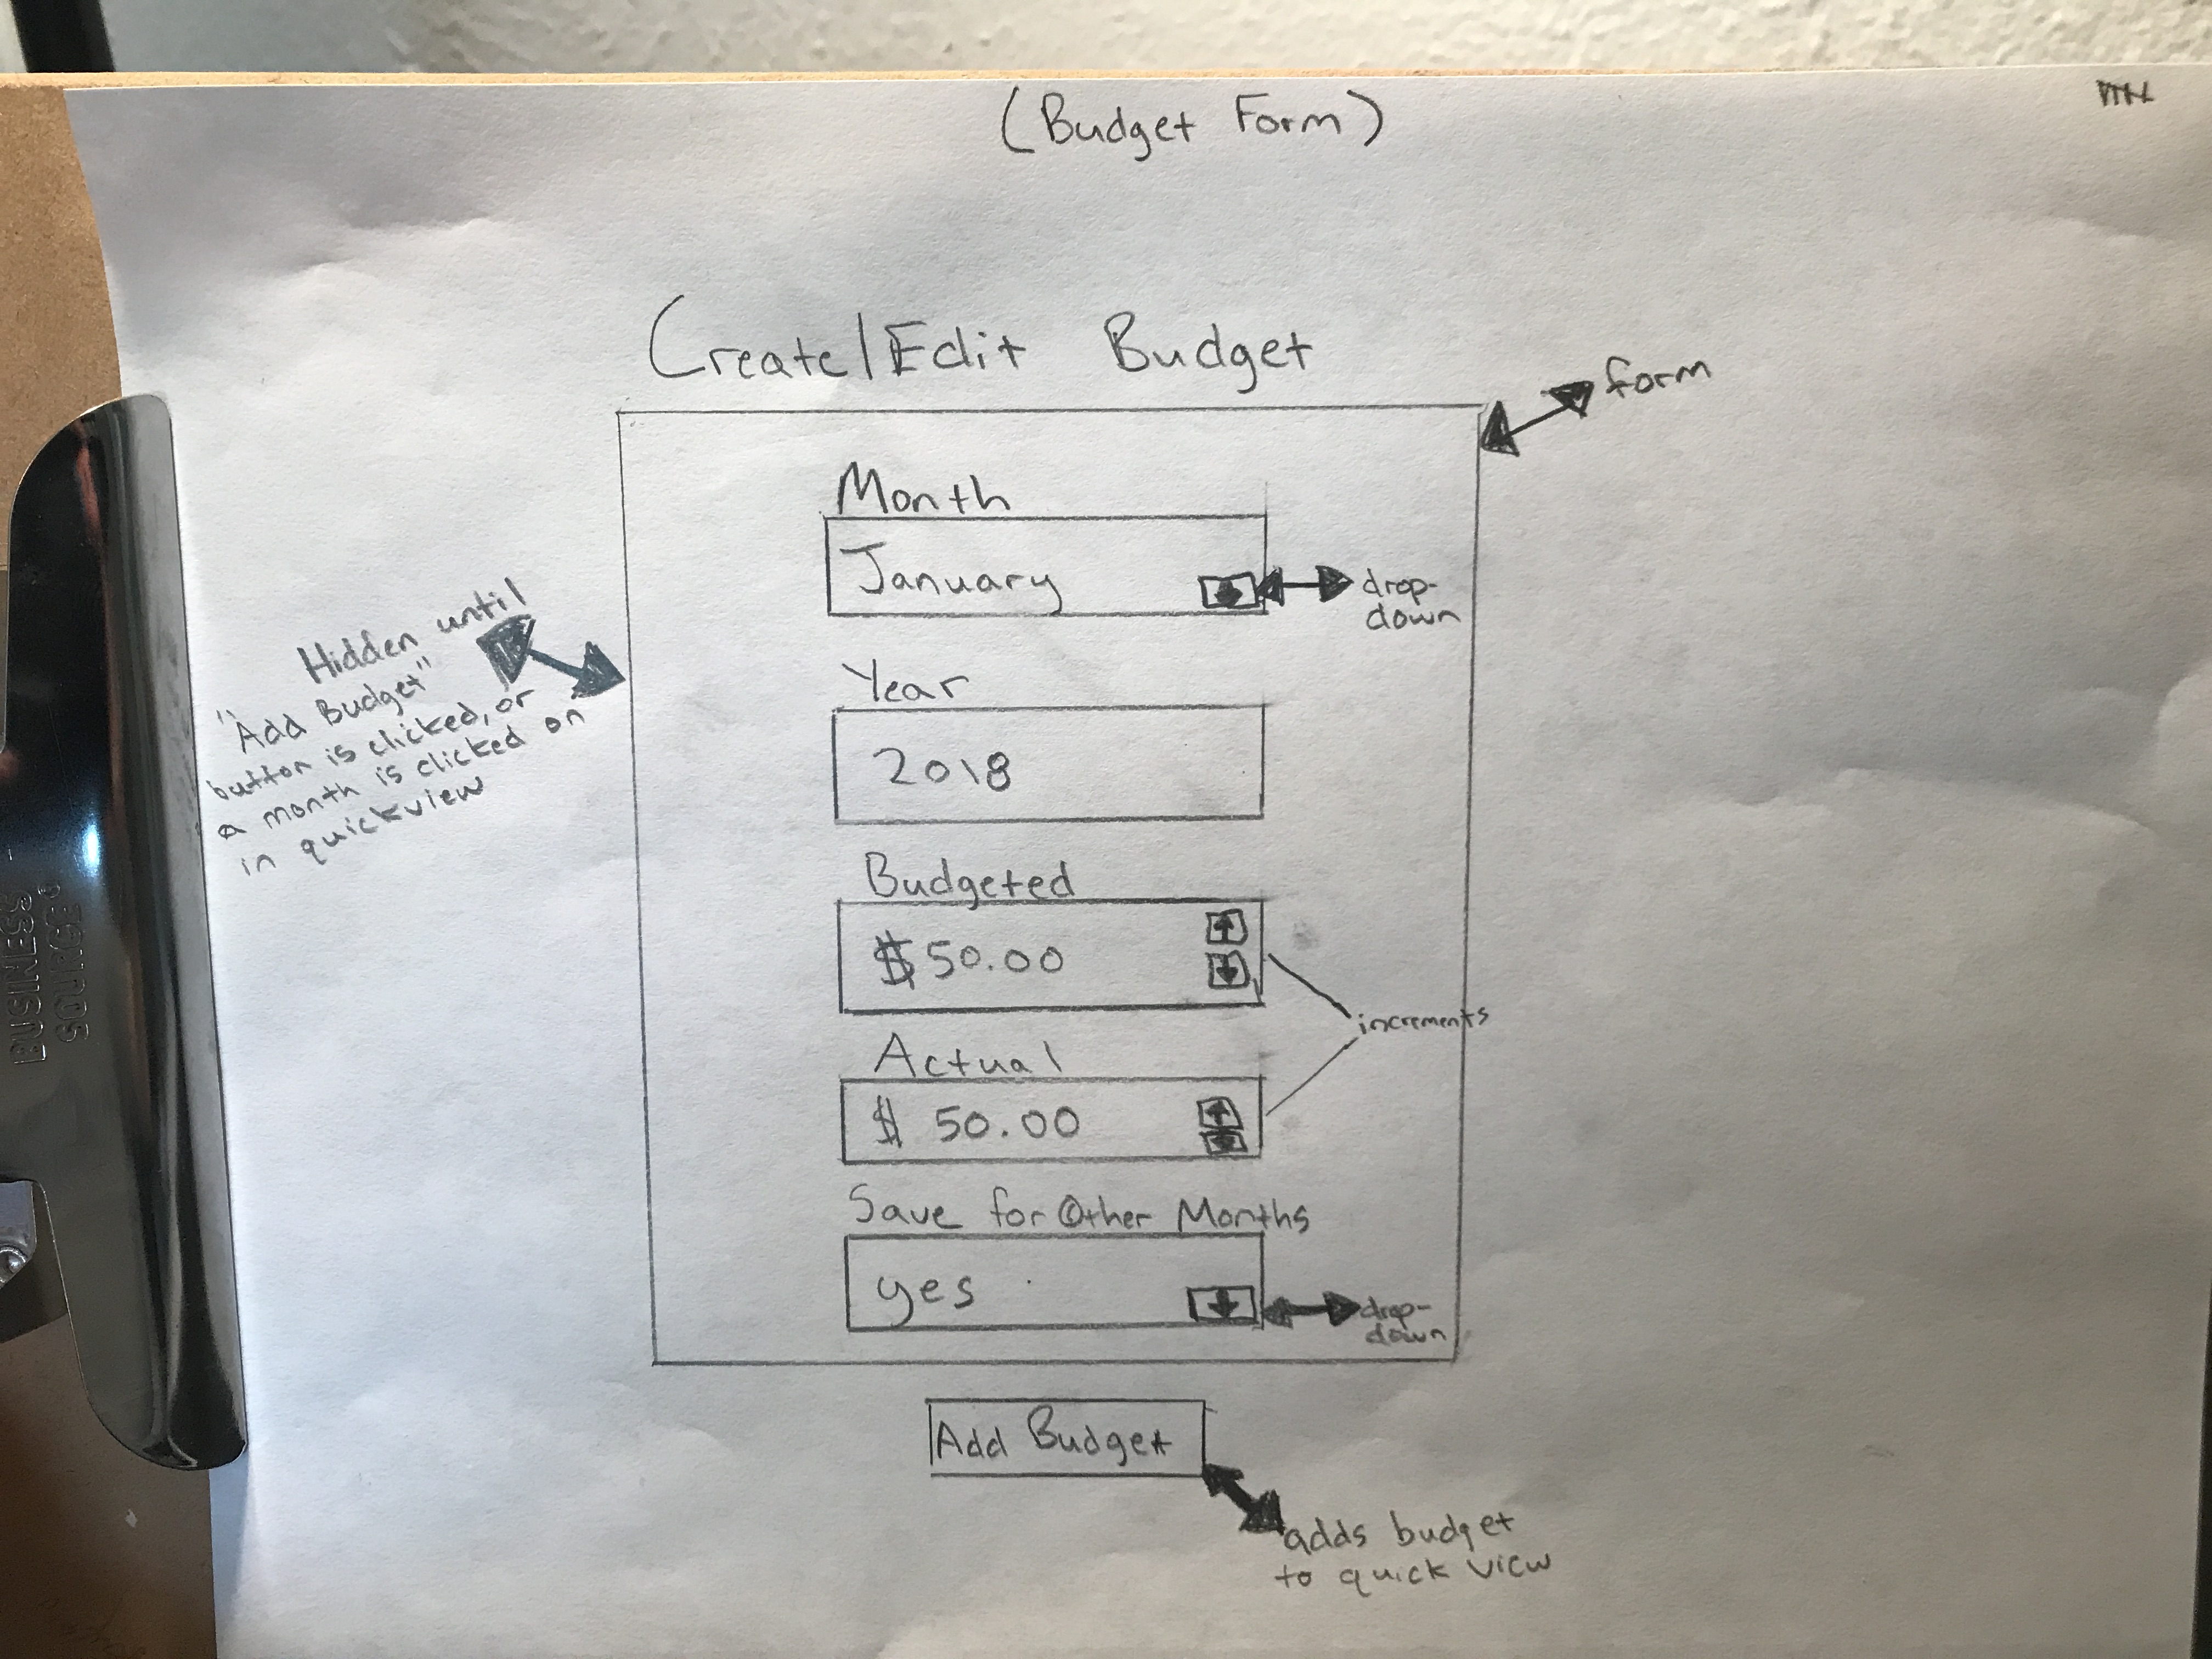 (Budget Form)
Create/Edit Budget
form
Month
January
drop-
down
Hidden until
"Add Budget"
button is clicked, or
a month is clicked on
in quickview
Year
2018
Budgeted
$50.00
increments
Actual
$ 50.00
Save for Other Months
yes
drop-
down
Add Budget
adds budget
to quick view
BUSINESS
SOURCE